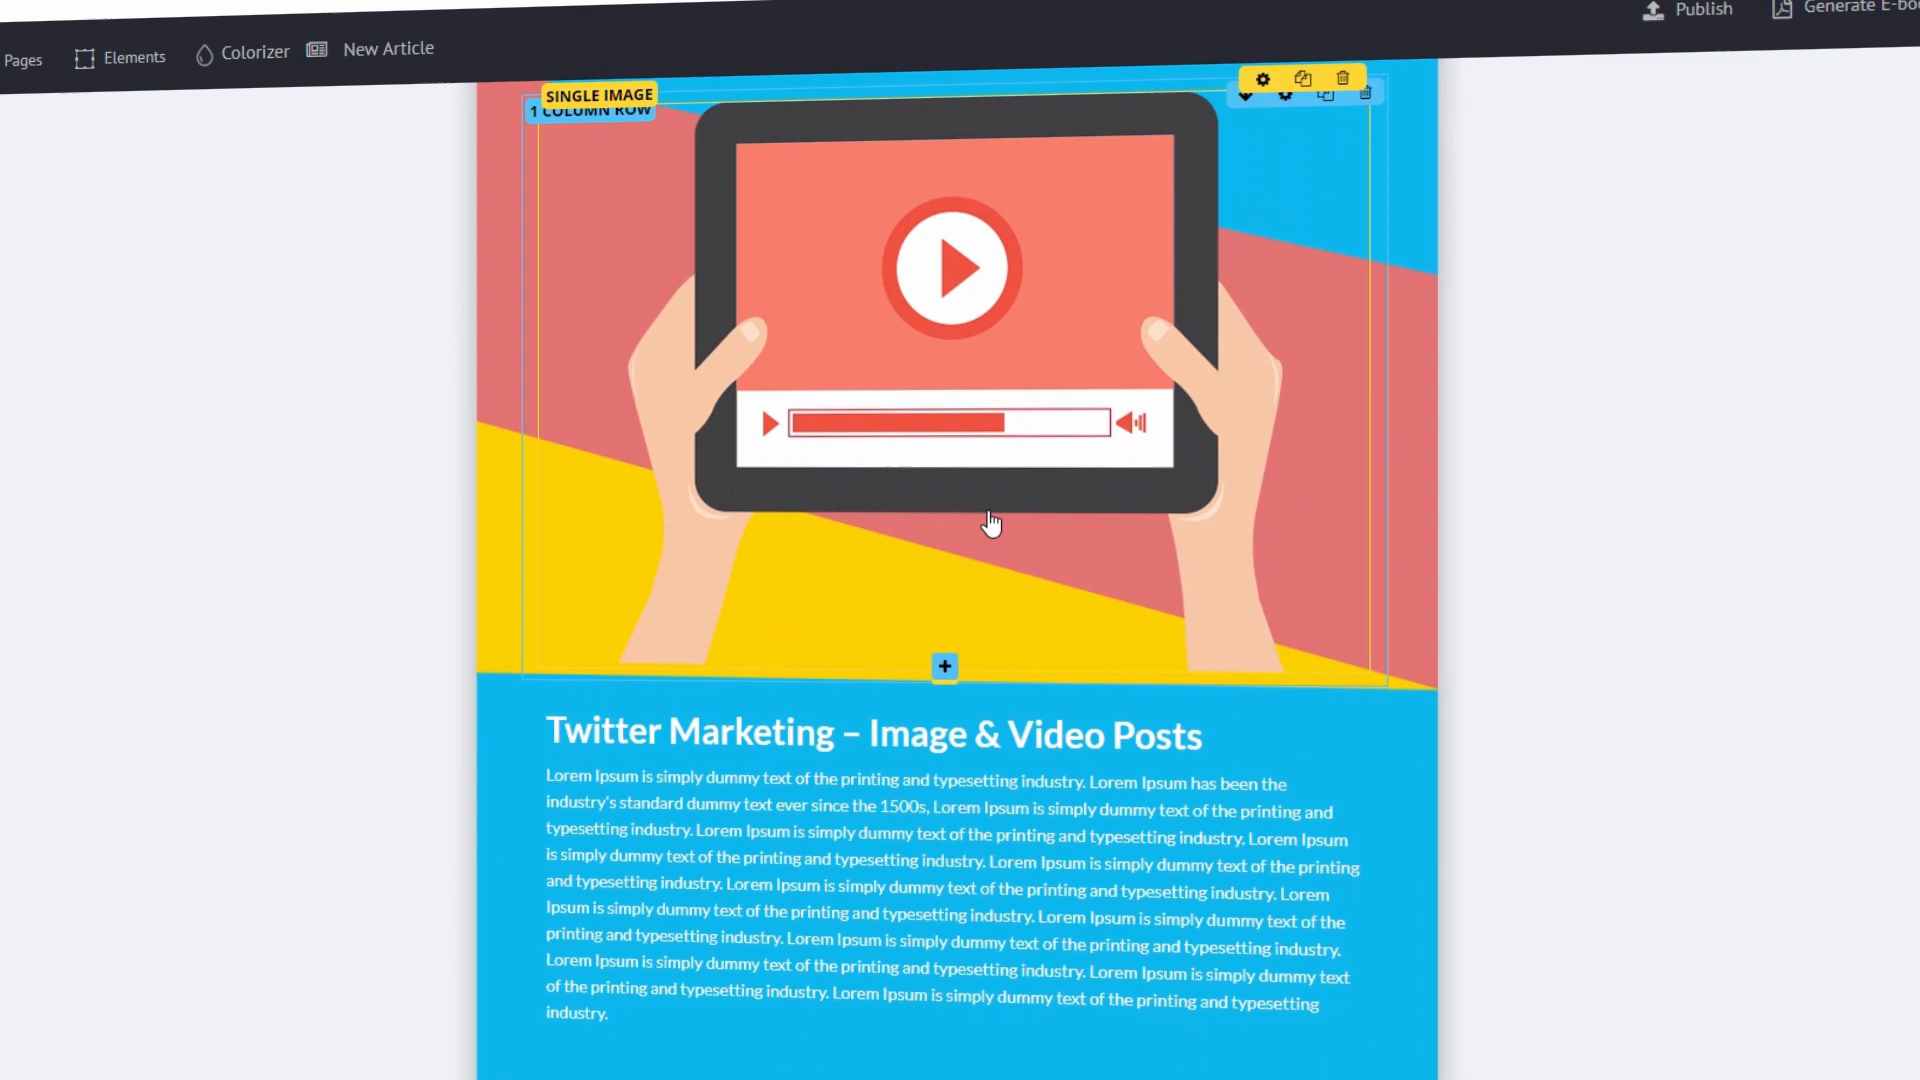 Pages Elements Colorizer New Article Publish Generate E-boo
SINGLE IMAGE
1 COLUMN ROW
Twitter Marketing – Image & Video Posts
Lorem Ipsum is simply dummy text of the printing and typesetting industry. Lorem Ipsum has been the
industry's standard dummy text ever since the 1500s, Lorem Ipsum is simply dummy text of the printing and
typesetting industry. Lorem Ipsum is simply dummy text of the printing and typesetting industry. Lorem Ipsum
is simply dummy text of the printing and typesetting industry. Lorem Ipsum is simply dummy text of the printing
and typesetting industry. Lorem Ipsum is simply dummy text of the printing and typesetting industry. Lorem
Ipsum is simply dummy text of the printing and typesetting industry. Lorem Ipsum is simply dummy text of the
printing and typesetting industry. Lorem Ipsum is simply dummy text of the printing and typesetting industry.
Lorem Ipsum is simply dummy text of the printing and typesetting industry. Lorem Ipsum is simply dummy text
of the printing and typesetting industry. Lorem Ipsum is simply dummy text of the printing and typesetting
industry.